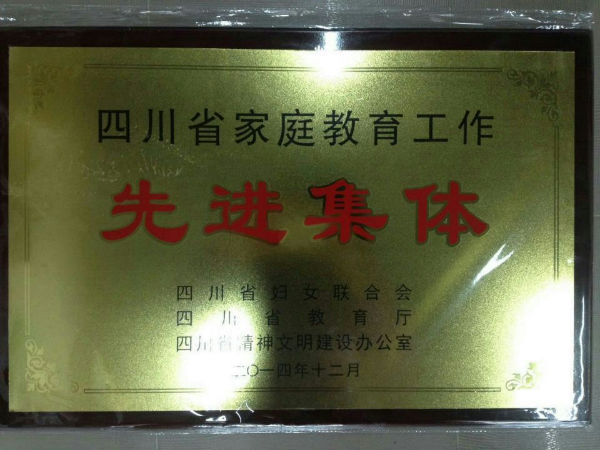 四川省家庭教育工作
先进集体
四川省妇女联合会
四川省教育厅
四川省精神文明建设办公室
二〇一四年十二月